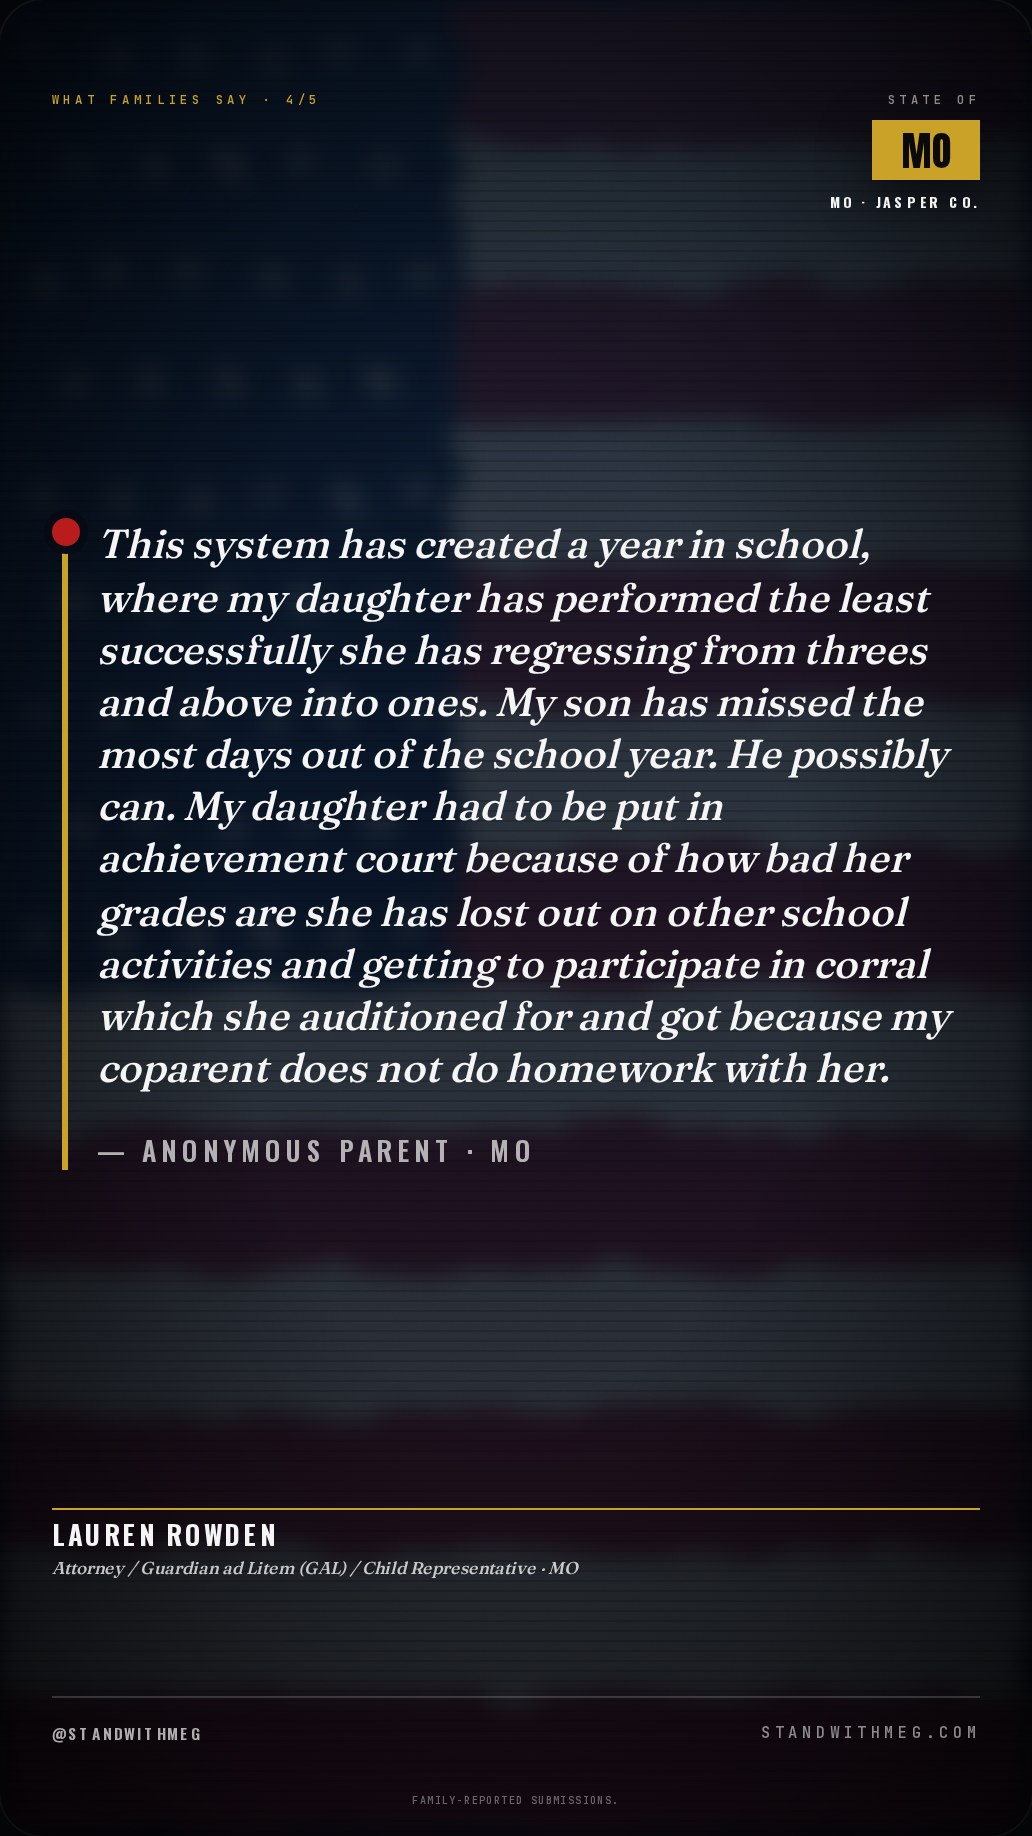 WHAT FAMILIES SAY · 4/5
STATE OF
MO
MO · JASPER CO.
This system has created a year in school,
where my daughter has performed the least
successfully she has regressing from threes
and above into ones. My son has missed the
most days out of the school year. He possibly
can. My daughter had to be put in
achievement court because of how bad her
grades are she has lost out on other school
activities and getting to participate in corral
which she auditioned for and got because my
coparent does not do homework with her.
— ANONYMOUS PARENT · MO
LAUREN ROWDEN
Attorney / Guardian ad Litem (GAL) / Child Representative · MO
@STANDWITHMEG
STANDWITHMEG.COM
FAMILY-REPORTED SUBMISSIONS.